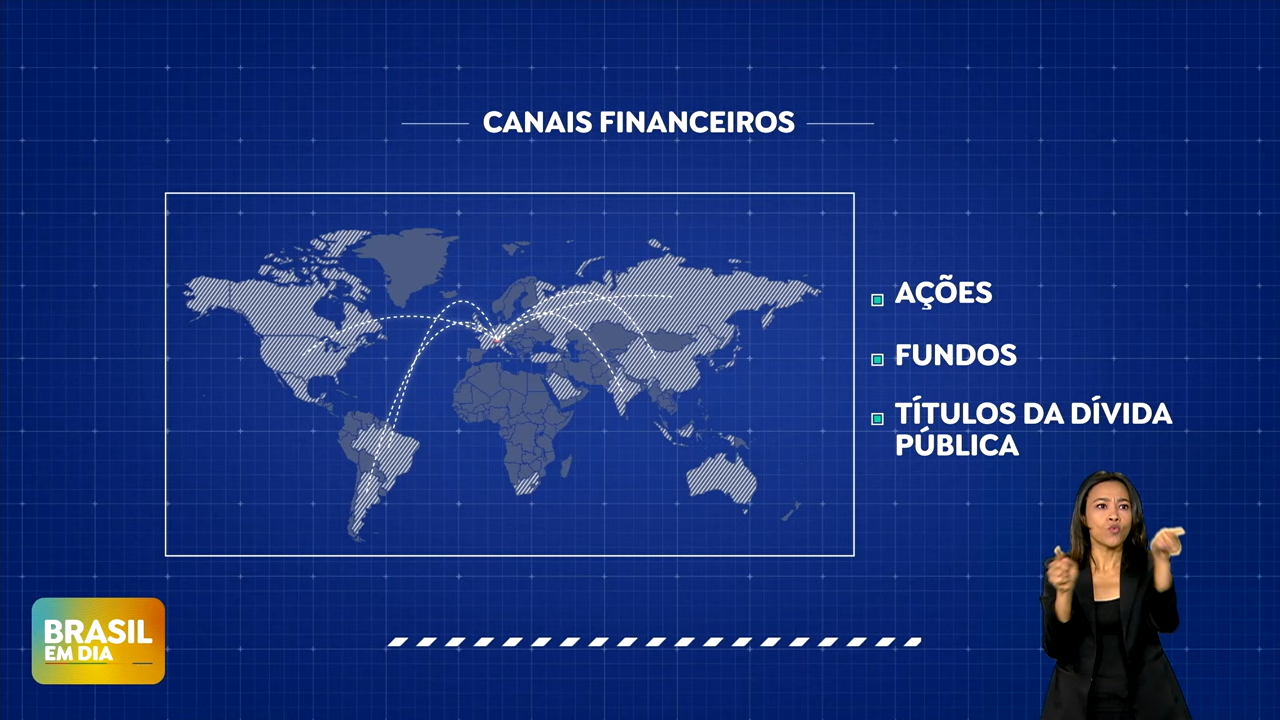 CANAIS FINANCEIROS
AÇÕES
FUNDOS
TÍTULOS DA DÍVIDA
PÚBLICA
BRASIL
EM DIA